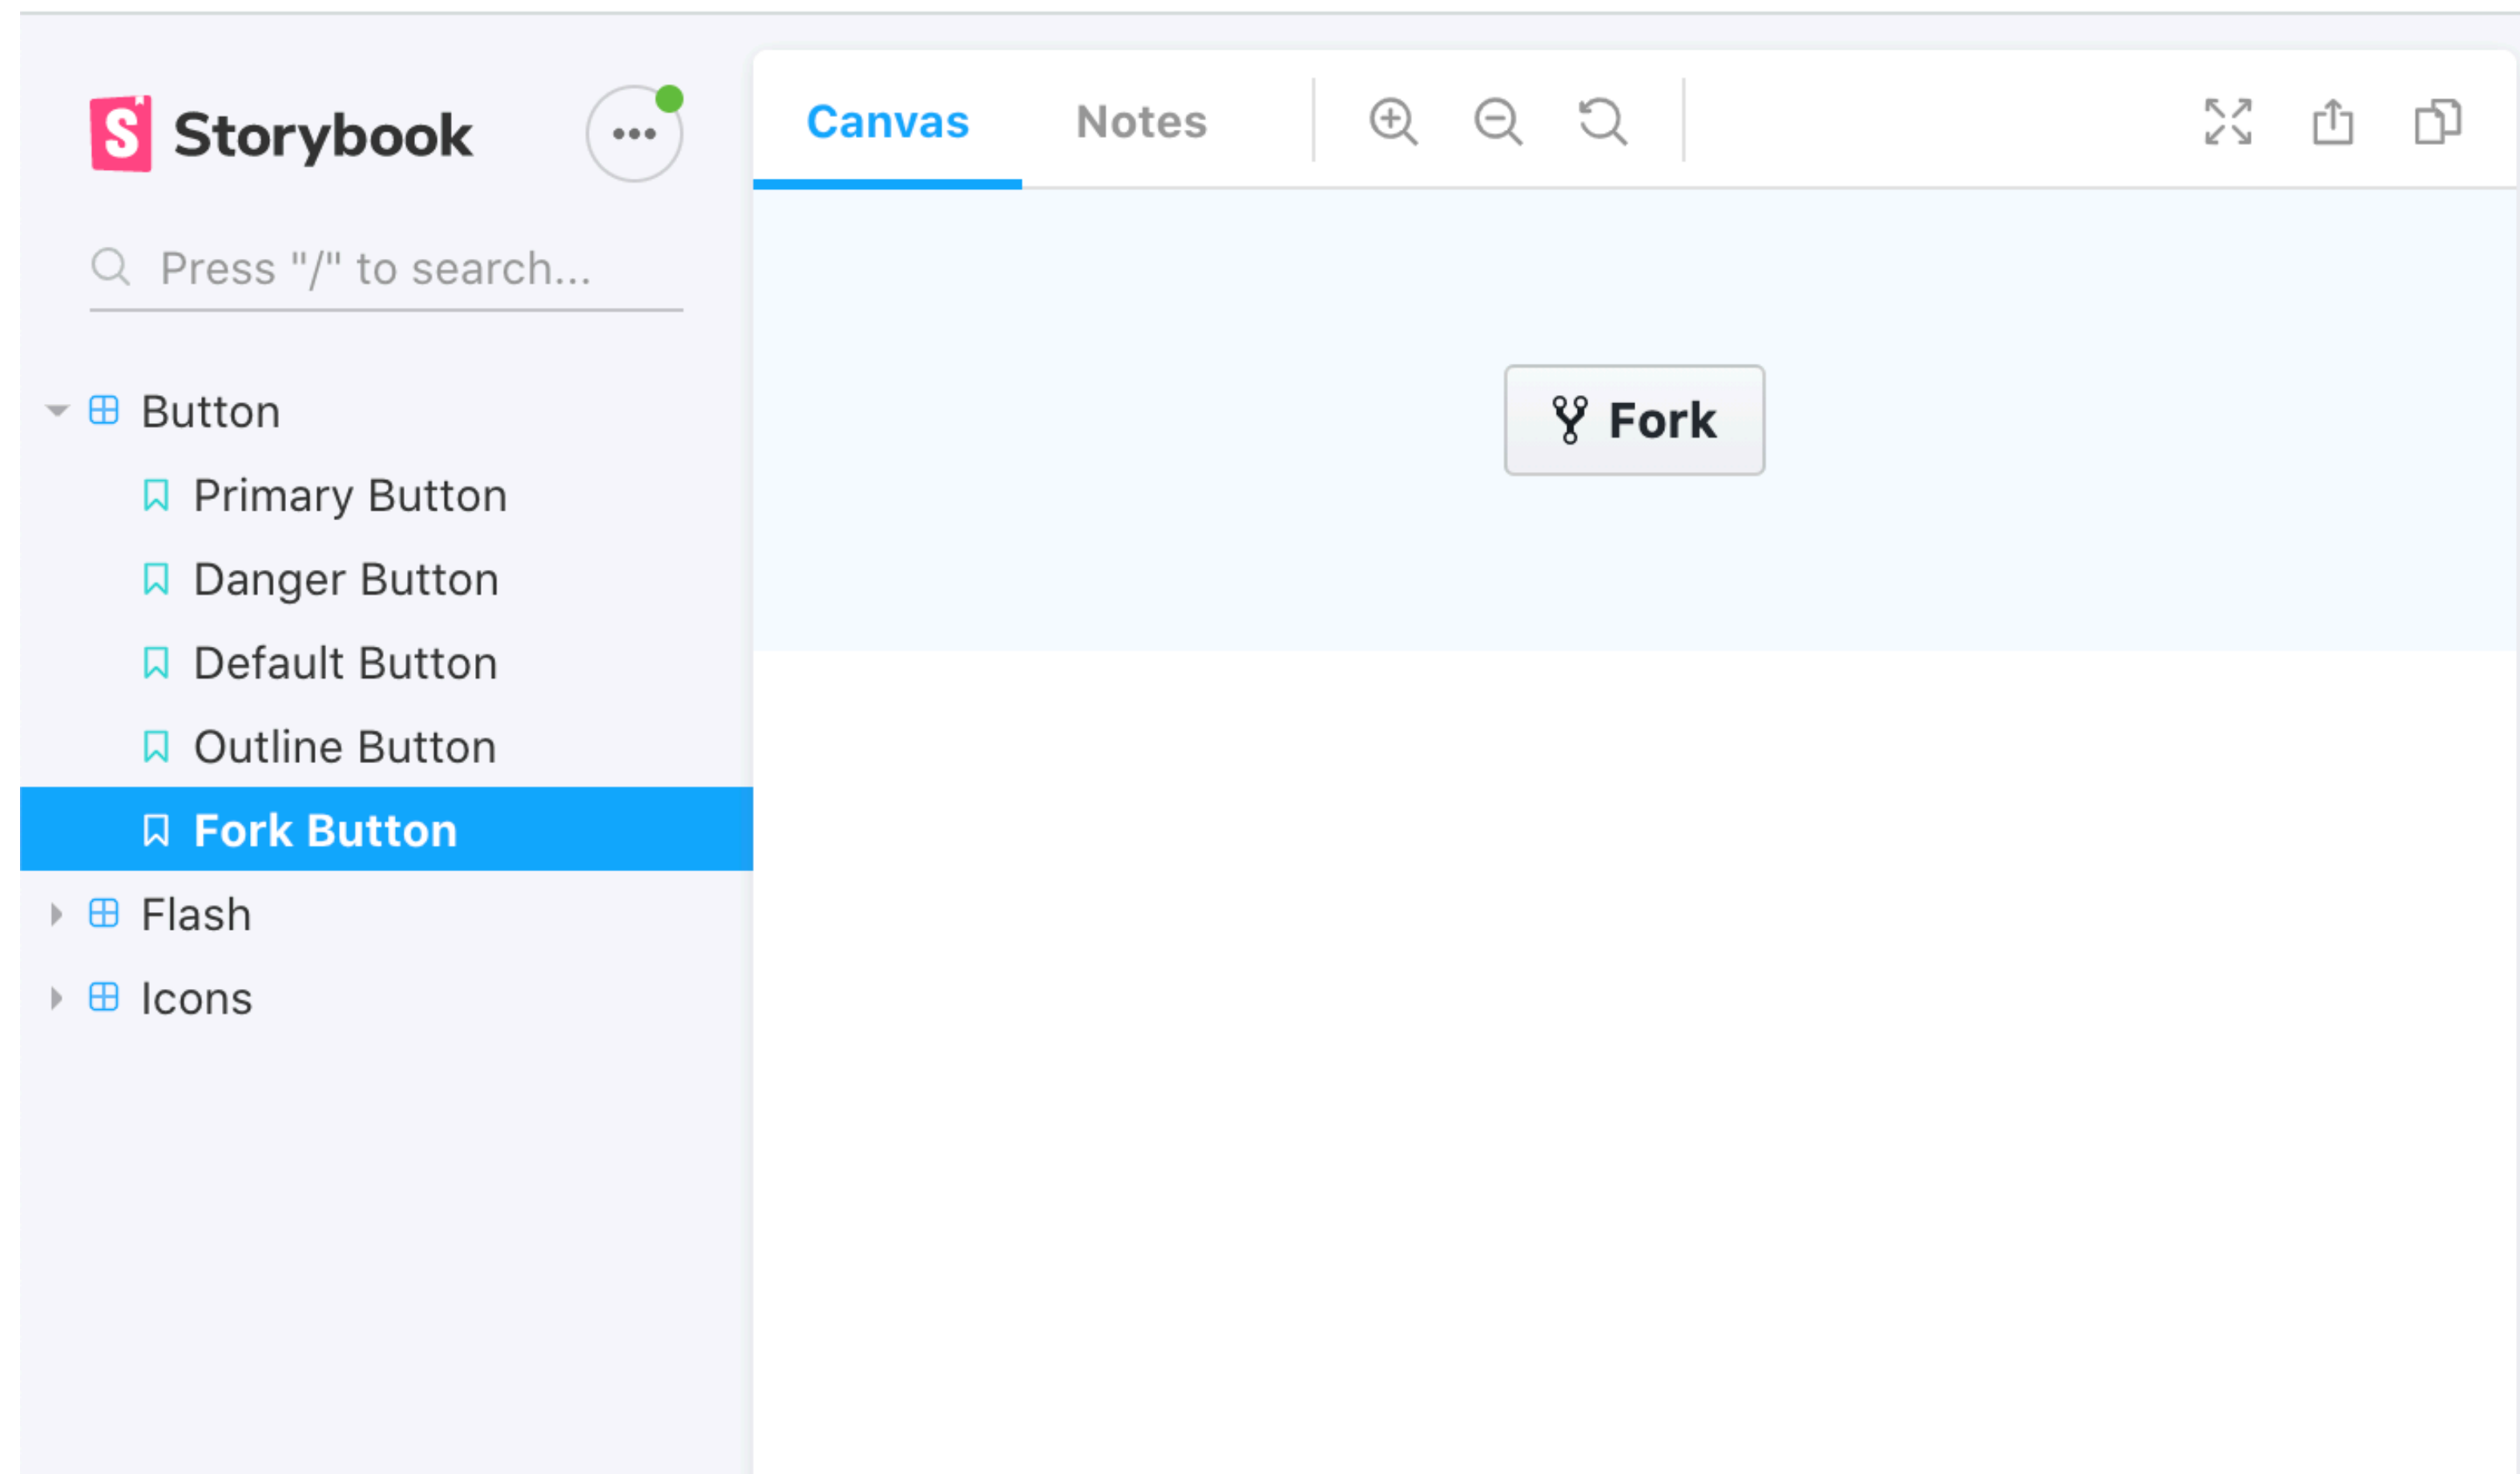 Storybook
Press "/" to search...
Button
Primary Button
Danger Button
Default Button
Outline Button
Fork Button
Flash
Icons
Canvas Notes
Fork